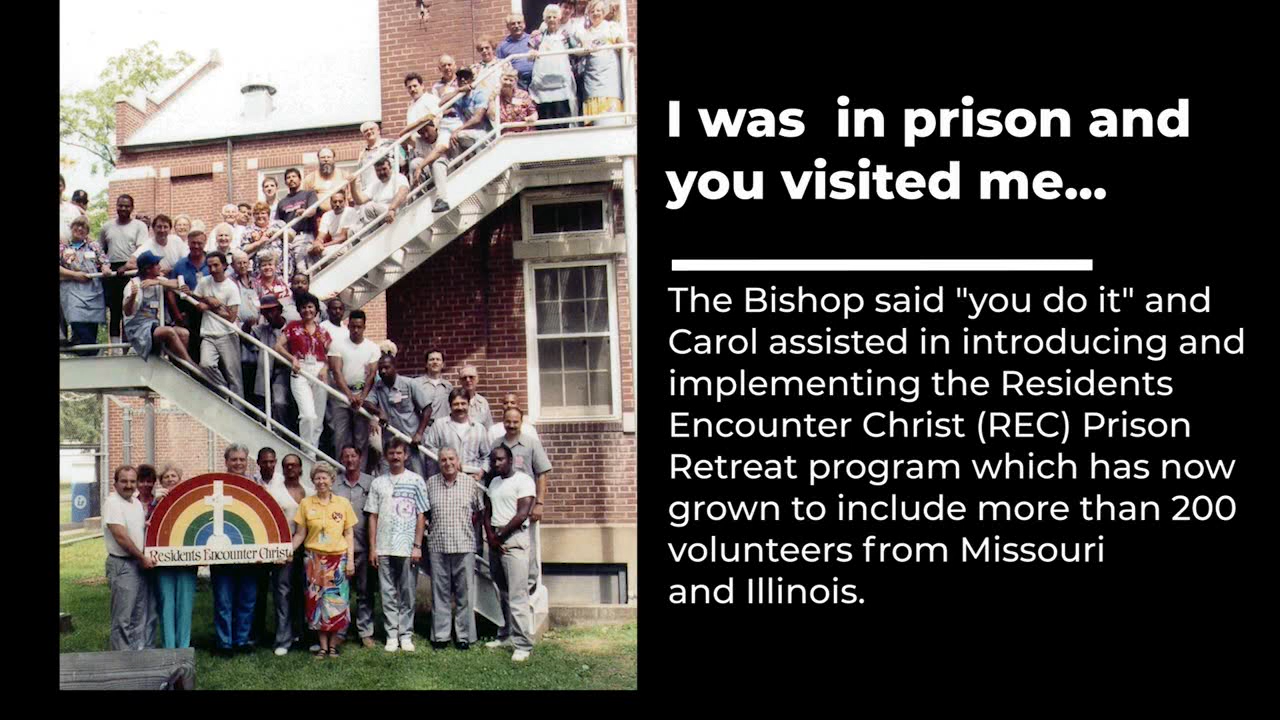 I was  in prison and
you visited me...
The Bishop said "you do it" and
Carol assisted in introducing and
implementing the Residents
Encounter Christ (REC) Prison
Retreat program which has now
grown to include more than 200
volunteers from Missouri
and Illinois.
Residents Encounter Christ